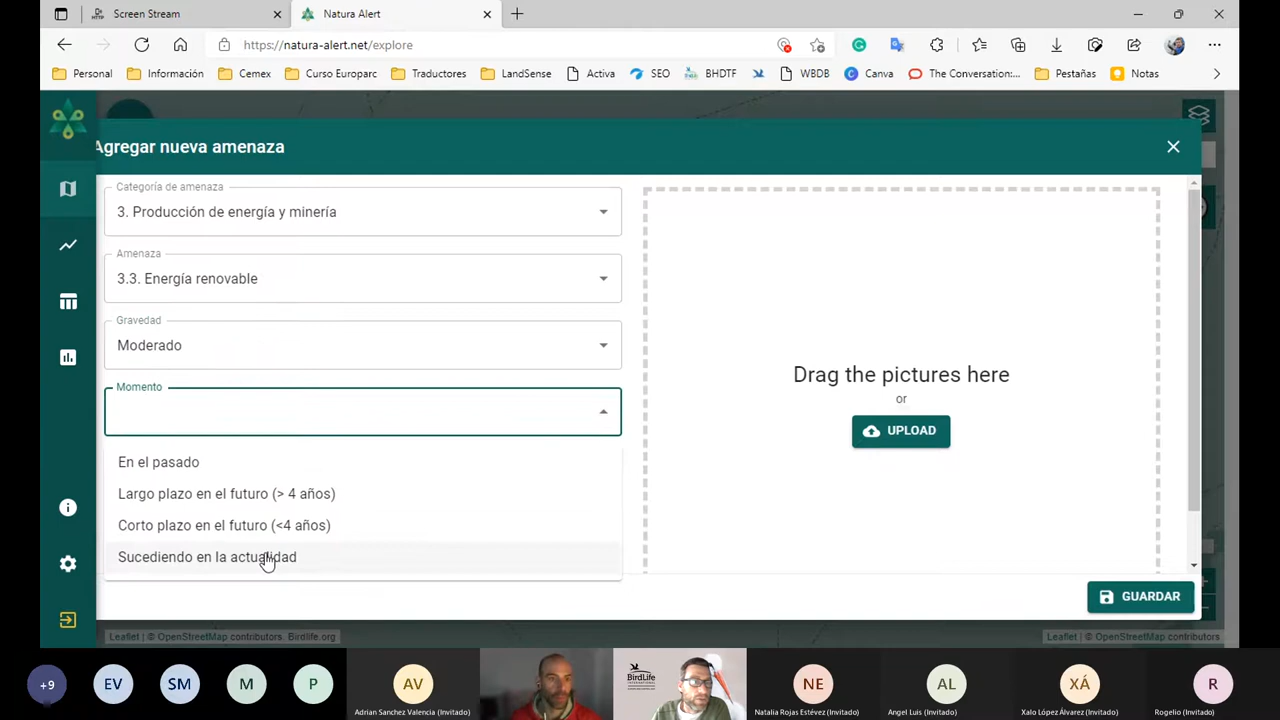 Screen Stream
Natura Alert
https://natura-alert.net/explore
Personal
Información
Cemex
Curso Europarc
Traductores
LandSense
Activa
SEO
BHDTF
WBDB
Canva
The Conversation:...
Pestañas
Notas
Agregar nueva amenaza
Categoría de amenaza
3. Producción de energía y minería
Amenaza
3.3. Energía renovable
Gravedad
Moderado
Momento
En el pasado
Largo plazo en el futuro (> 4 años)
Corto plazo en el futuro (<4 años)
Sucediendo en la actualidad
Drag the pictures here
or
UPLOAD
GUARDAR
Leaflet | © OpenStreetMap contributors. Birdlife.org
Leaflet | © OpenStreetMap contributors
+9
EV
SM
M
P
AV
Adrian Sanchez Valencia (Invitado)
BirdLife
INTERNATIONAL
NE
Natalia Rojas Estévez (Invitado)
AL
Angel Luis (Invitado)
XÁ
Xalo López Álvarez (Invitado)
R
Rogelio (Invitado)